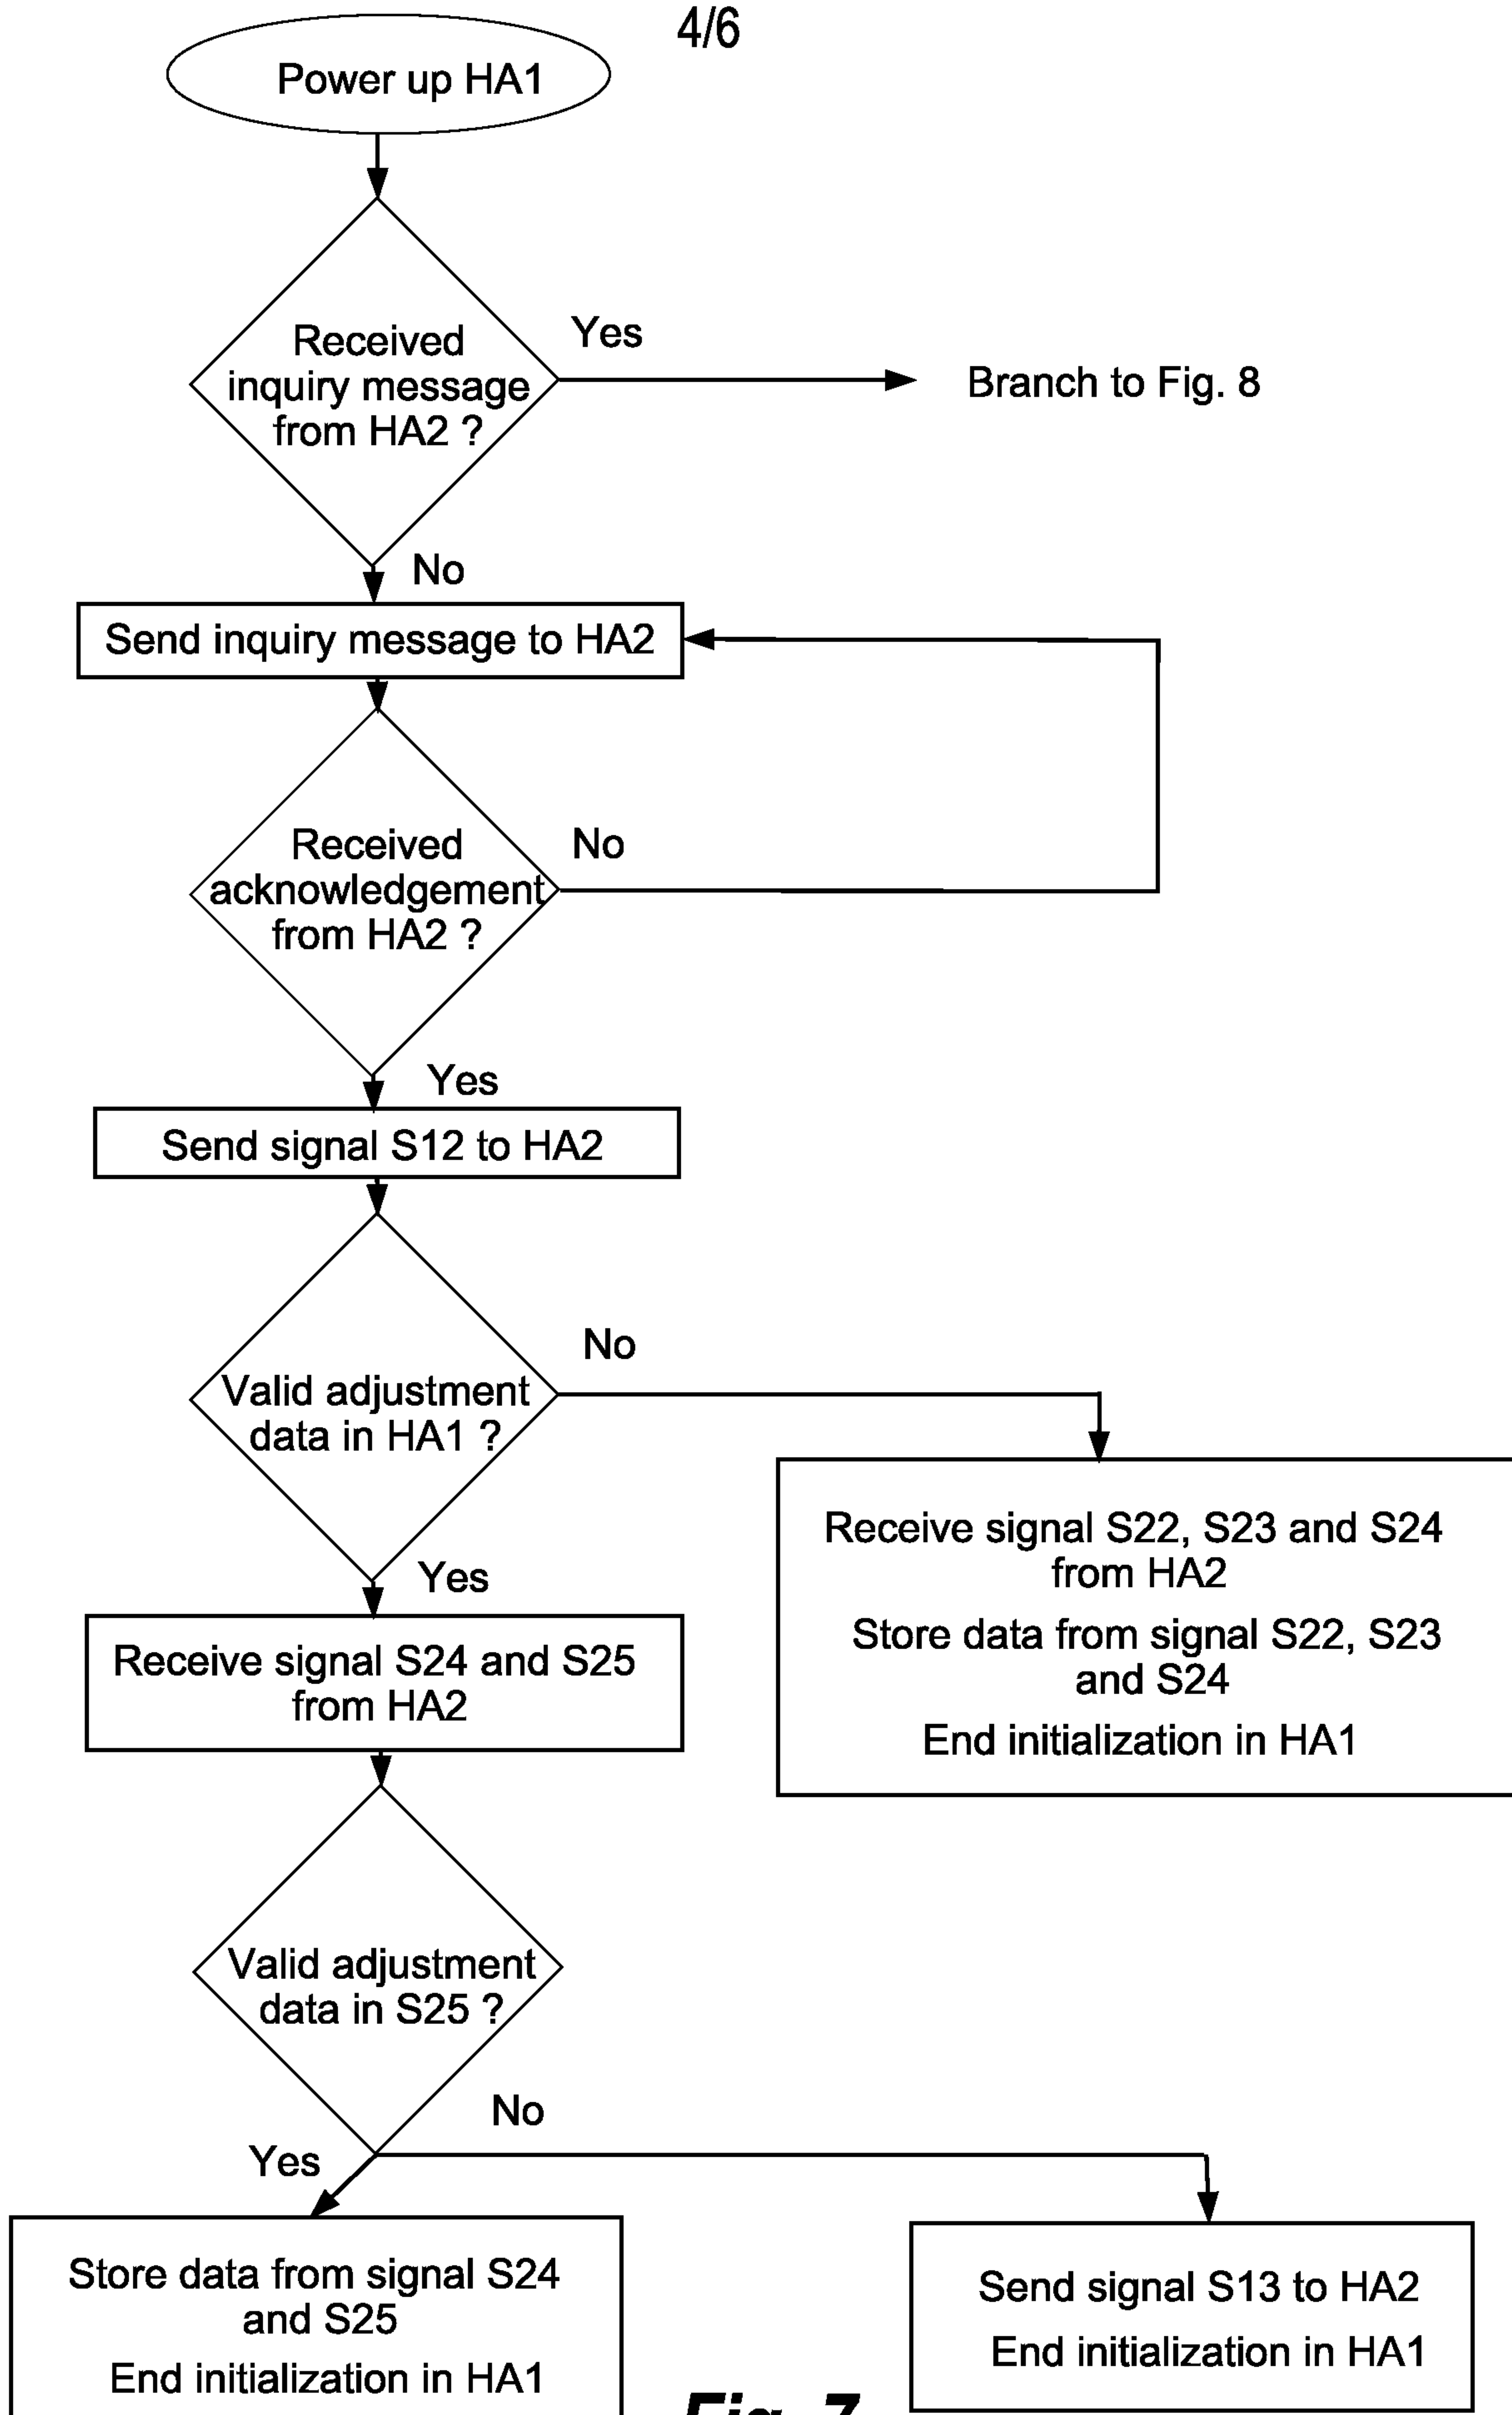 4/6
Power up HA1
Received
inquiry message
from HA2 ?
Yes
Branch to Fig. 8
No
Send inquiry message to HA2
Received
acknowledgement
from HA2 ?
No
Yes
Send signal S12 to HA2
Valid adjustment
data in HA1 ?
No
Receive signal S22, S23 and S24
from HA2
Store data from signal S22, S23
and S24
End initialization in HA1
Yes
Receive signal S24 and S25
from HA2
Valid adjustment
data in S25 ?
No
Yes
Store data from signal S24
and S25
End initialization in HA1
Send signal S13 to HA2
End initialization in HA1
Fig. 7